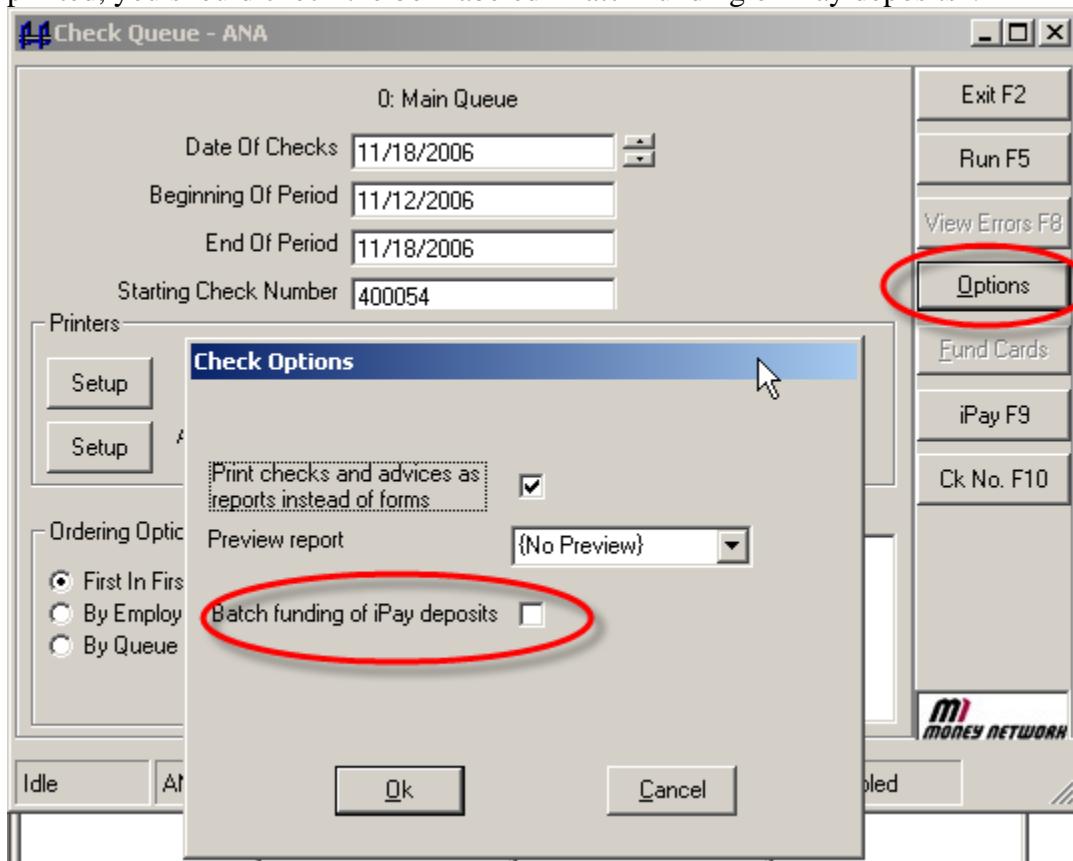 Check Queue - ANA
0: Main Queue
Date Of Checks 11/18/2006
Beginning Of Period 11/12/2006
End Of Period 11/18/2006
Starting Check Number 400054
Exit F2
Run F5
View Errors F8
Options
Fund Cards
iPay F9
Ck No. F10
Printers
Setup
Setup
Check Options
Print checks and advices as
reports instead of forms
Preview report {No Preview}
Batch funding of iPay deposits
Ok Cancel
Ordering Optic
First In Firs
By Employ
By Queue
MONEY NETWORK
Idle